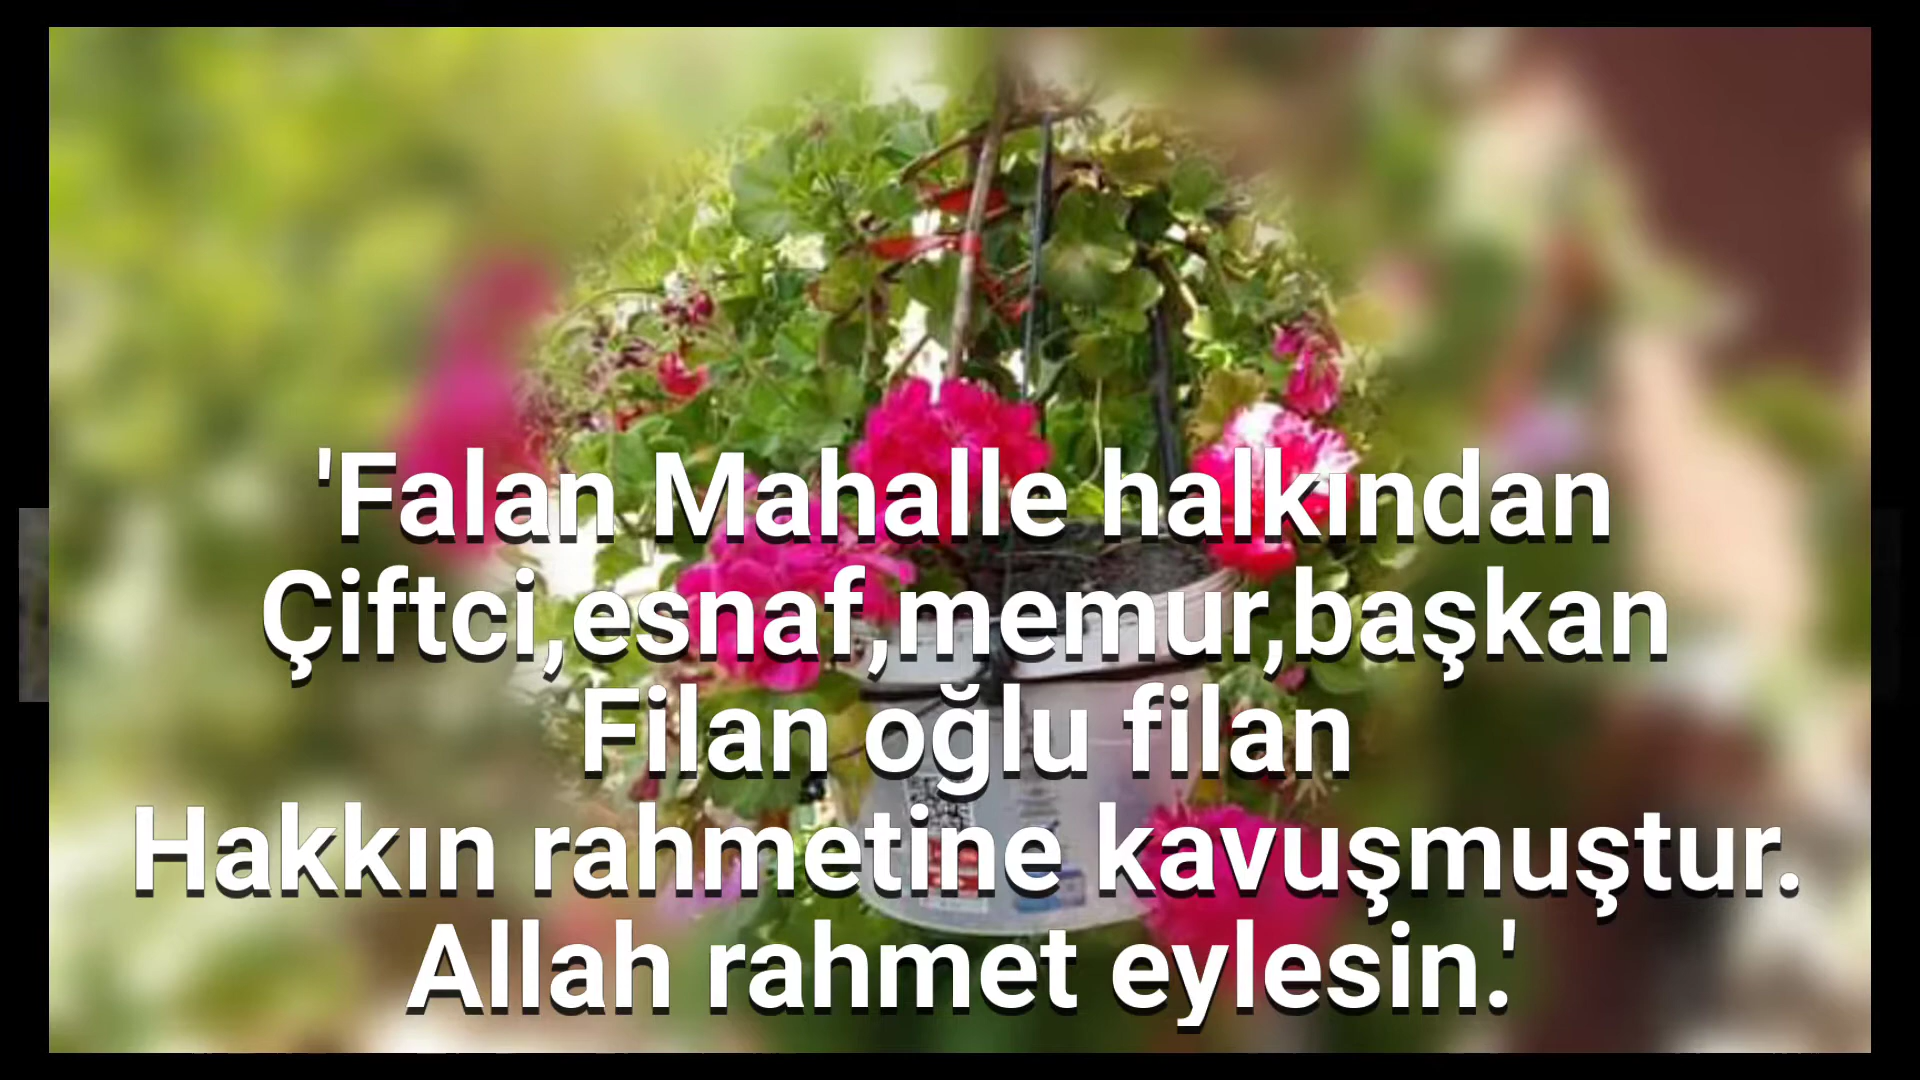 'Falan Mahalle halkından
Çiftci,esnaf,memur,başkan
Filan oğlu filan
Hakkın rahmetine kavuşmuştur.
Allah rahmet eylesin.'